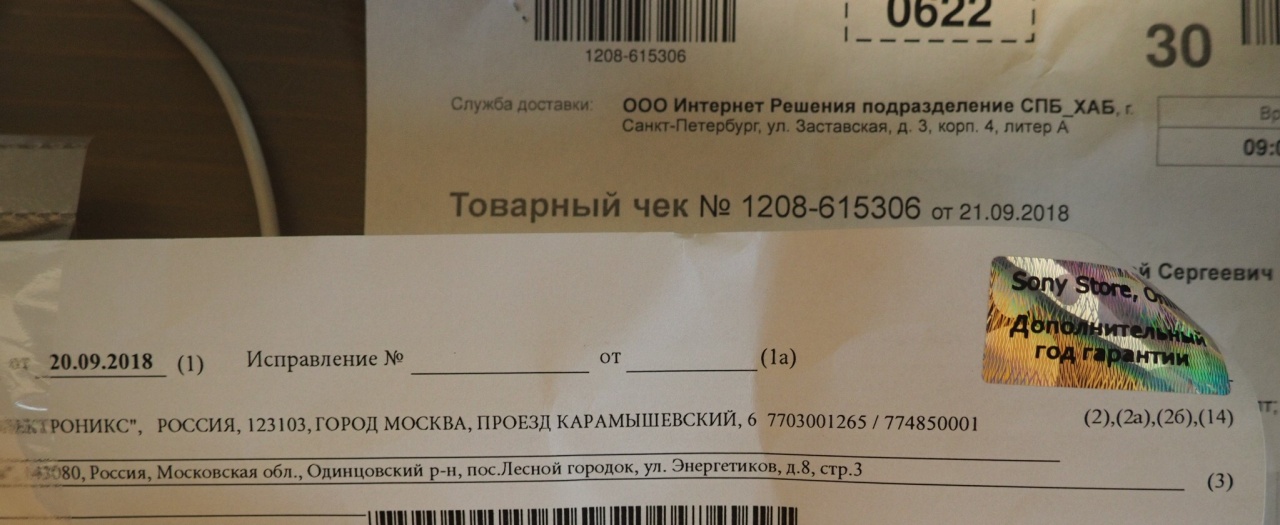 0622
30
1208-615306
Служба доставки: ООО Интернет Решения подразделение СПБ_ХАБ, г.
Санкт-Петербург, ул. Заставская, д. 3, корп. 4, литер А
Товарный чек № 1208-615306 от 21.09.2018
Сергеевич
Sony Store,
Дополнительный
год гарантии
от 20.09.2018 (1) Исправление № от (1а)
РОССИЯ, 123103, ГОРОД МОСКВА, ПРОЕЗД КАРАМЫШЕВСКИЙ, 6 7703001265 / 774850001 (2),(2а),(2б),(14)
143080, Россия, Московская обл., Одинцовский р-н, пос.Лесной городок, ул. Энергетиков, д.8, стр.3
(3)